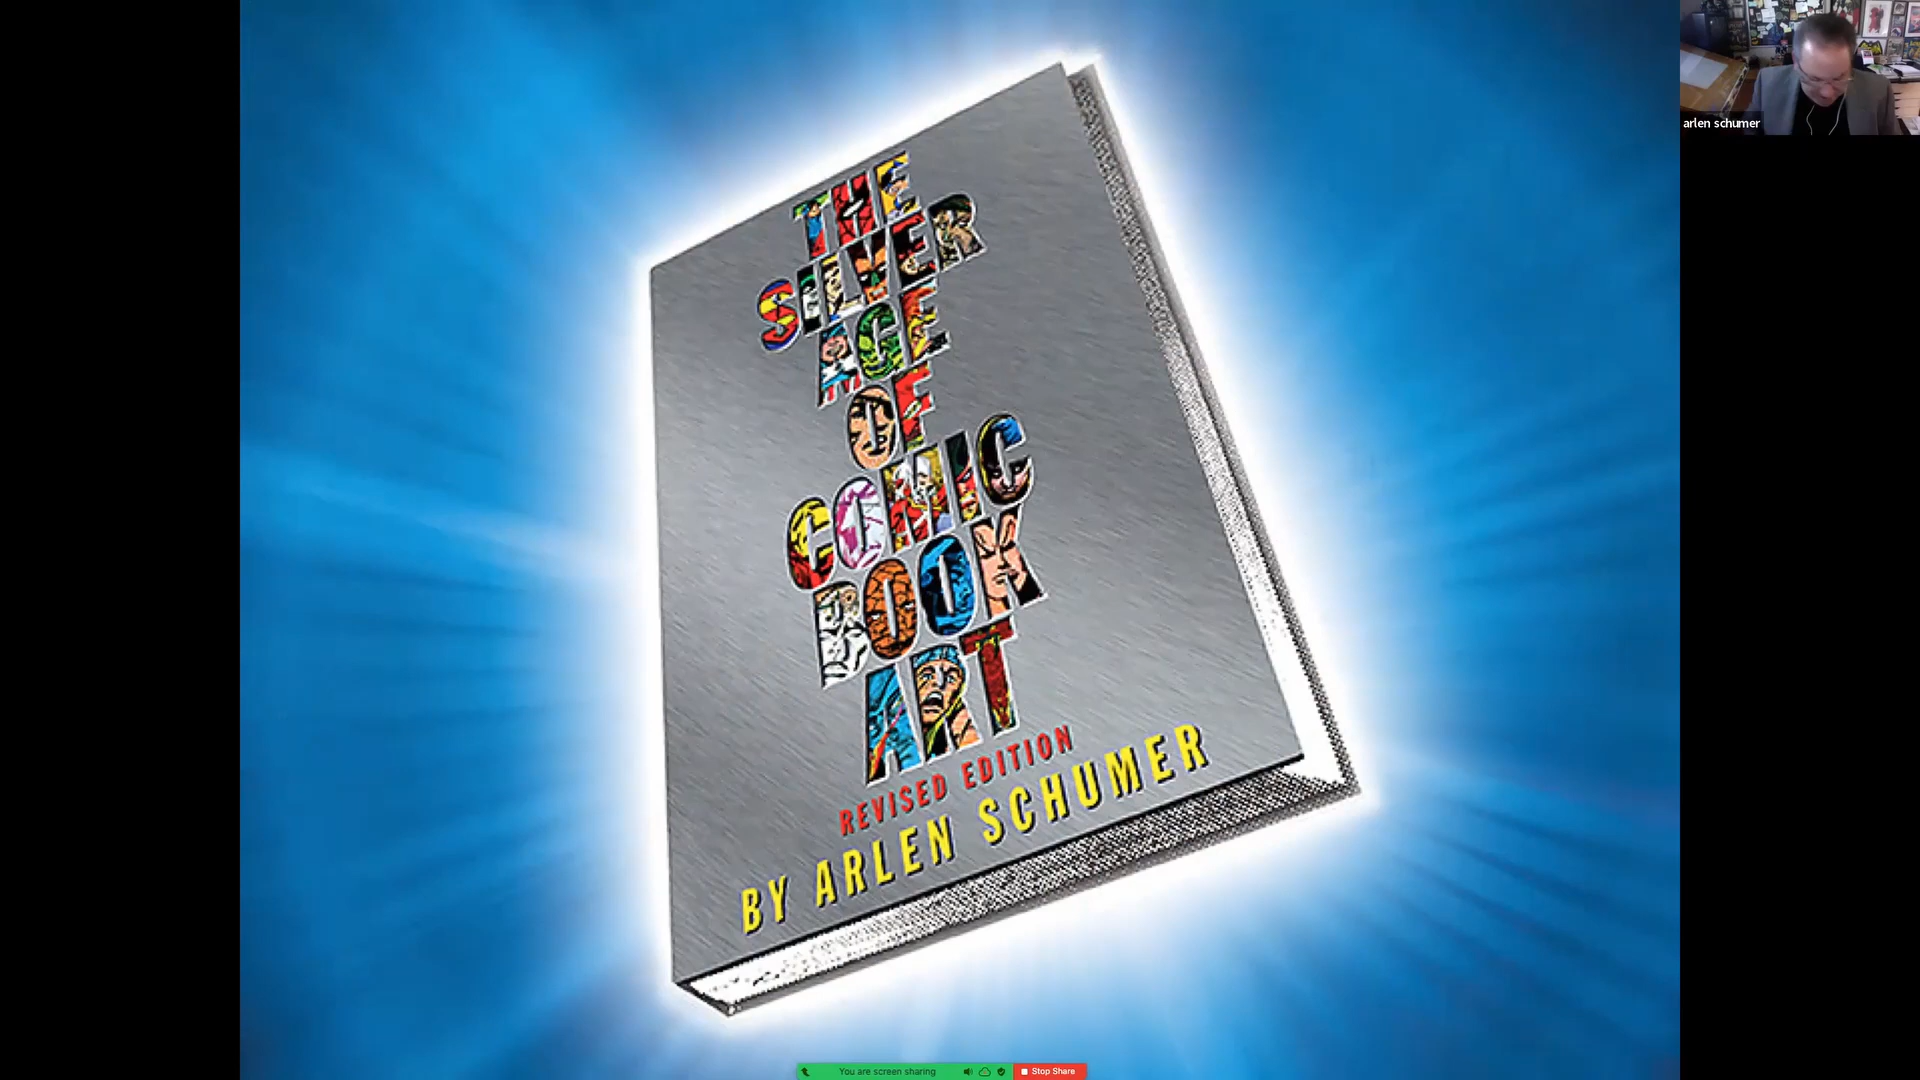 THE
SILVER
AGE
OF
COMIC
BOOK
ART
REVISED EDITION
BY ARLEN SCHUMER
arlen schumer
You are screen sharing
Stop Share